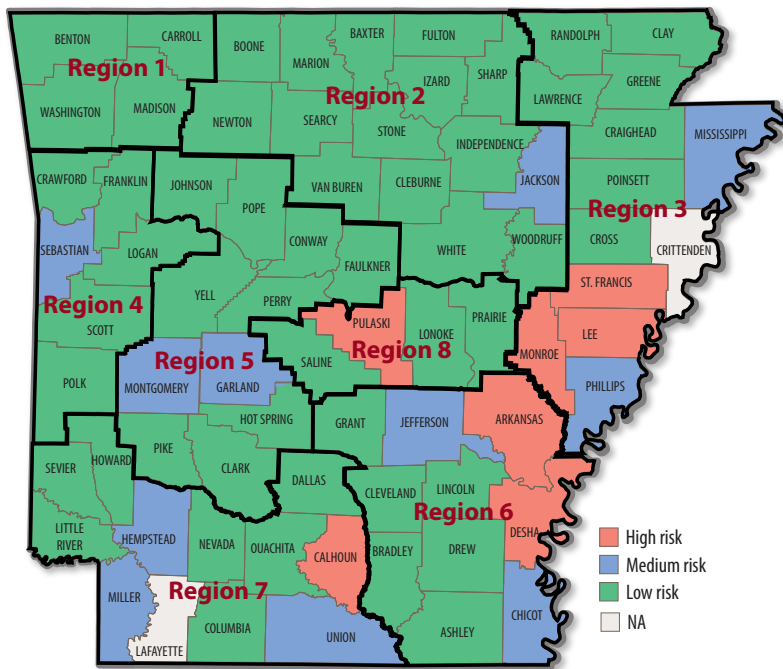 BENTON
CARROLL
BOONE
BAXTER
FULTON
RANDOLPH
CLAY
MARION
IZARD
SHARP
GREENE
Region 1
Region 2
LAWRENCE
WASHINGTON
MADISON
NEWTON
SEARCY
STONE
INDEPENDENCE
CRAIGHEAD
MISSISSIPPI
CRAWFORD
FRANKLIN
JOHNSON
POPE
VAN BUREN
CLEBURNE
JACKSON
POINSETT
Region 3
SEBASTIAN
LOGAN
CONWAY
FAULKNER
WHITE
WOODRUFF
CROSS
CRITTENDEN
Region 4
YELL
PERRY
ST. FRANCIS
SCOTT
PULASKI
LONOKE
PRAIRIE
MONROE
LEE
Region 5
Region 8
SALINE
POLK
MONTGOMERY
GARLAND
PHILLIPS
HOT SPRING
GRANT
JEFFERSON
ARKANSAS
PIKE
CLARK
SEVIER
HOWARD
DALLAS
CLEVELAND
LINCOLN
Region 6
DESHA
LITTLE
RIVER
HEMPSTEAD
NEVADA
OUACHITA
CALHOUN
BRADLEY
DREW
Region 7
MILLER
LAFAYETTE
COLUMBIA
UNION
ASHLEY
CHICOT
High risk
Medium risk
Low risk
NA